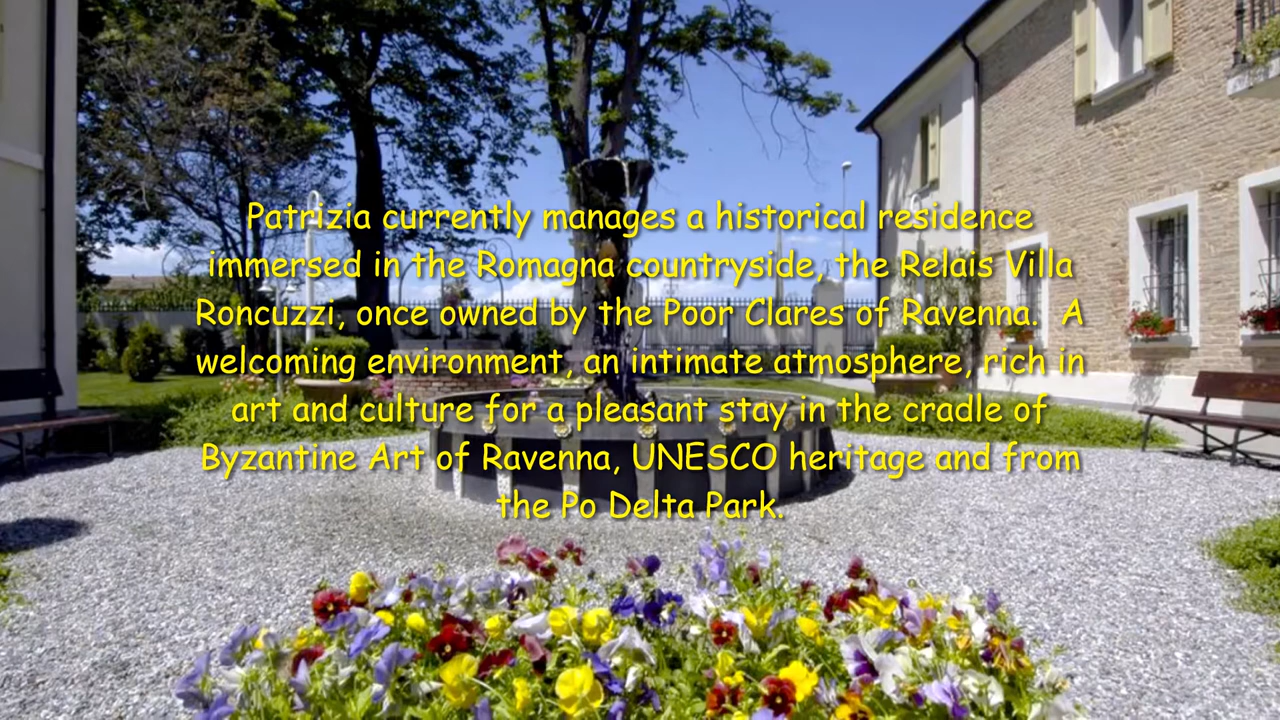 Patrizia currently manages a historical residence
immersed in the Romagna countryside, the Relais Villa
Roncuzzi, once owned by the Poor Clares of Ravenna.  A
welcoming environment, an intimate atmosphere, rich in
art and culture for a pleasant stay in the cradle of
Byzantine Art of Ravenna, UNESCO heritage and from
the Po Delta Park.